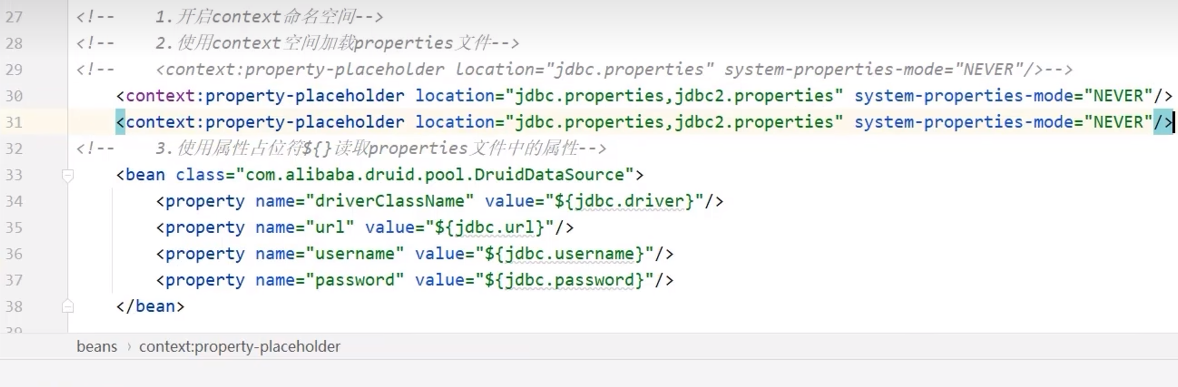 27 <!--    1.开启context命名空间-->
28 <!--    2.使用context空间加载properties文件-->
29 <!--    <context:property-placeholder location="jdbc.properties" system-properties-mode="NEVER"/>-->
30     <context:property-placeholder location="jdbc.properties,jdbc2.properties" system-properties-mode="NEVER"/>
31     <context:property-placeholder location="jdbc.properties,jdbc2.properties" system-properties-mode="NEVER"/>
32 <!--    3.使用属性占位符${}读取properties文件中的属性-->
33     <bean class="com.alibaba.druid.pool.DruidDataSource">
34         <property name="driverClassName" value="${jdbc.driver}"/>
35         <property name="url" value="${jdbc.url}"/>
36         <property name="username" value="${jdbc.username}"/>
37         <property name="password" value="${jdbc.password}"/>
38     </bean>
39
beans › context:property-placeholder